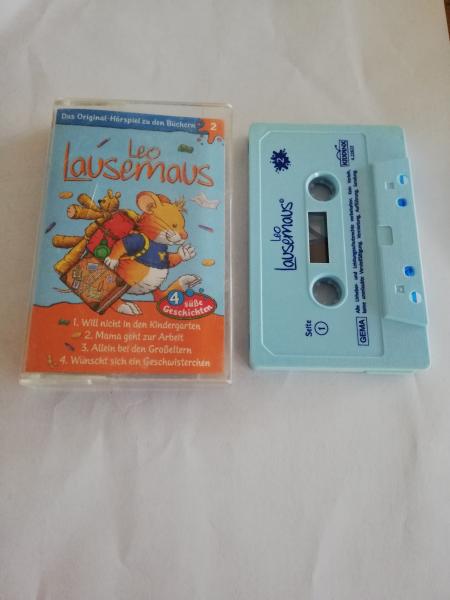 Das Original-Hörspiel zu den Büchern
2
Leo
Lausemaus
4
süße
Geschichten
1. Will nicht in den Kindergarten
2. Mama geht zur Arbeit
3. Allein bei den Großeltern
4. Wünscht sich ein Geschwisterchen
2
Leo
Lausemaus®
Seite 1
KIDDINX
GEMA